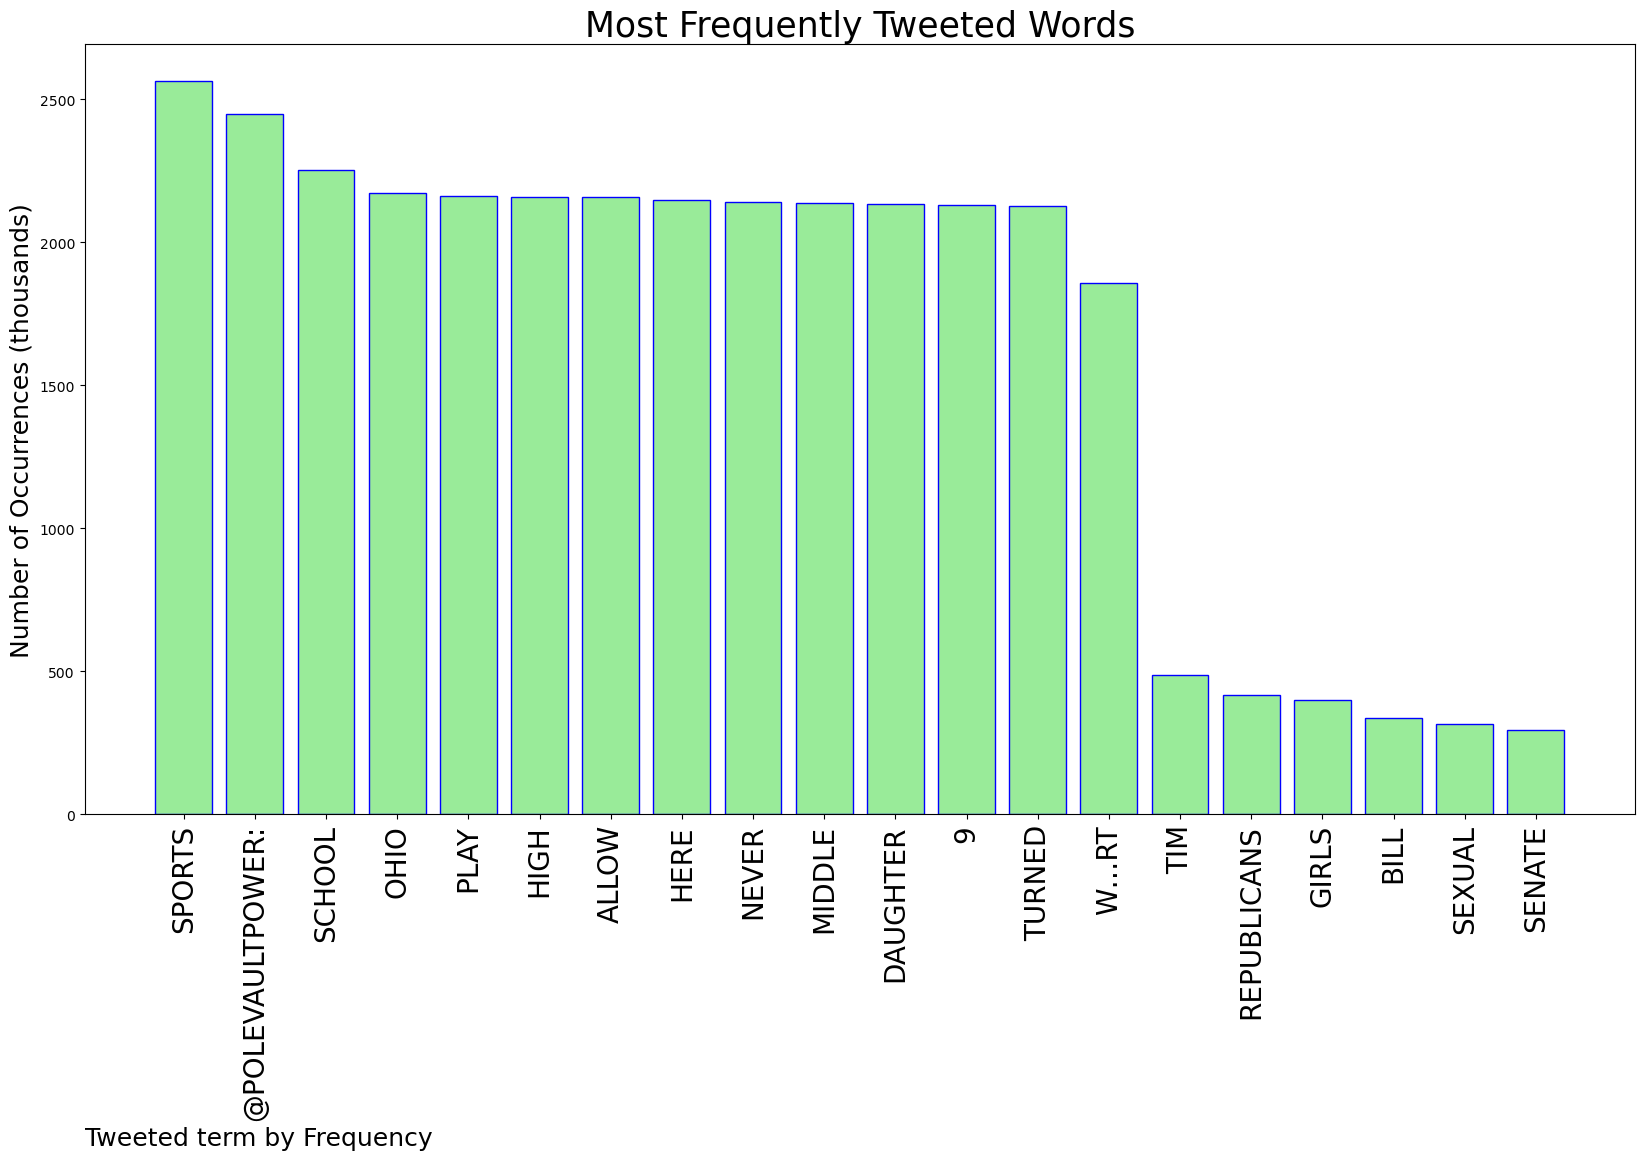 Most Frequently Tweeted Words
Number of Occurrences (thousands)
2500
2000
1500
1000
500
0
SPORTS
@POLEVAULTPOWER:
SCHOOL
OHIO
PLAY
HIGH
ALLOW
HERE
NEVER
MIDDLE
DAUGHTER
9
TURNED
W…RT
TIM
REPUBLICANS
GIRLS
BILL
SEXUAL
SENATE
Tweeted term by Frequency